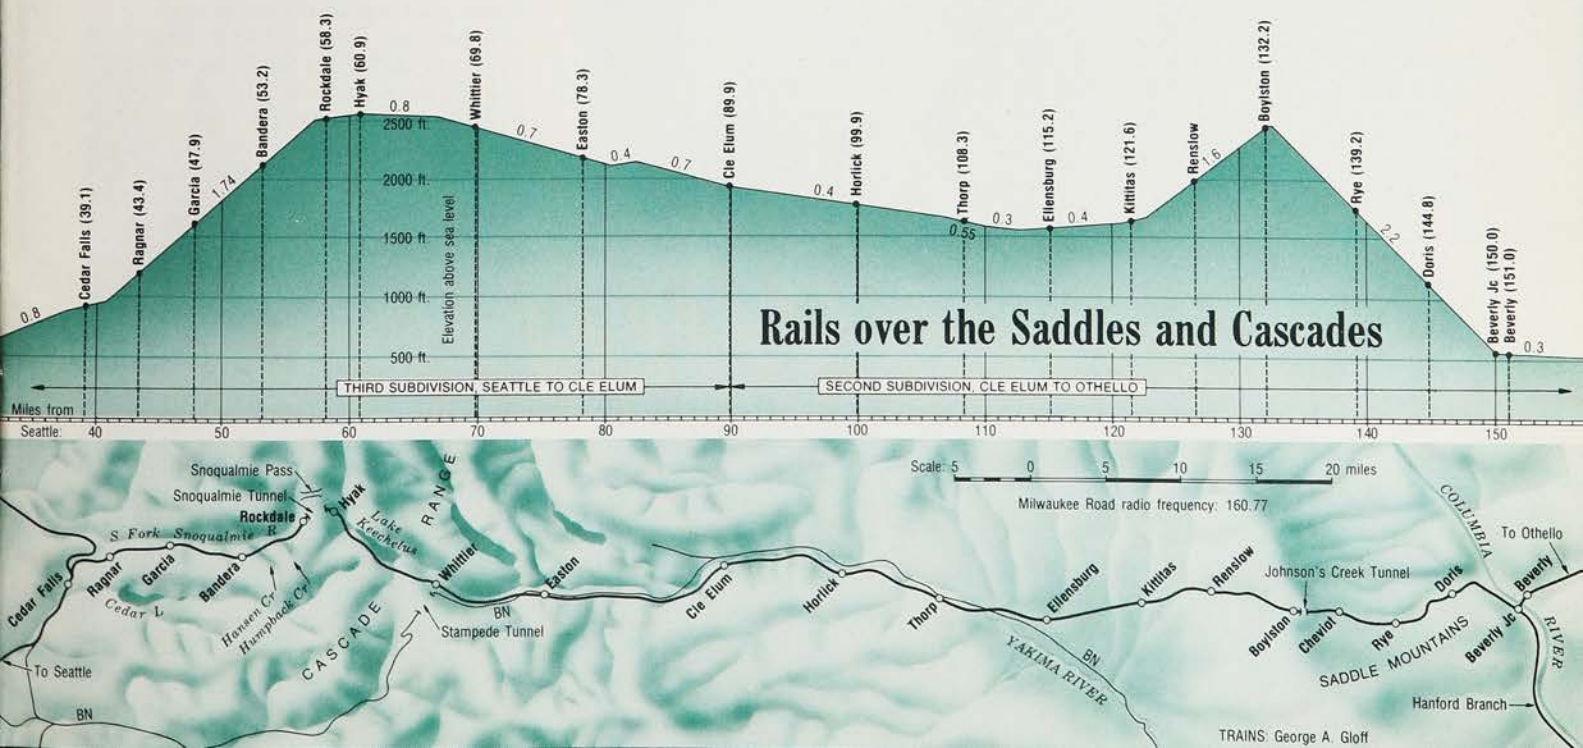 Rockdale (58.3)
Hyak (60.9)
Whittier (69.8)
Boylston (132.2)
Bandera (53.2)
Easton (78.3)
Cle Elum (89.9)
Garcia (47.9)
Horlick (99.9)
Ragnar (43.4)
Cedar Falls (39.1)
Thorp (108.3)
Ellensburg (115.2)
Kittitas (121.6)
Renslow
Rye (139.2)
Doris (144.8)
Beverly Jc (150.0)
Beverly (151.0)
0.8
1.74
0.8
0.7
0.4
0.7
0.4
0.55
0.3
0.4
1.6
2.2
0.3
2500 ft.
2000 ft.
1500 ft.
1000 ft.
500 ft.
Elevation above sea level
Rails over the Saddles and Cascades
THIRD SUBDIVISION, SEATTLE TO CLE ELUM
SECOND SUBDIVISION, CLE ELUM TO OTHELLO
Miles from
Seattle: 40 50 60 70 80 90 100 110 120 130 140 150
Scale: 5 0 5 10 15 20 miles
Milwaukee Road radio frequency: 160.77
Snoqualmie Pass
Snoqualmie Tunnel
Rockdale
Hyak
Lake
Keechelus
RANGE
S Fork Snoqualmie R
Cedar Falls
Ragnar
Garcia
Bandera
Cedar L
Hansen Cr
Humpback Cr
CASCADE
Whittier
Easton
BN
Stampede Tunnel
To Seattle
BN
Cle Elum
Horlick
Thorp
Ellensburg
Kittitas
Renslow
YAKIMA RIVER
BN
Johnson's Creek Tunnel
Boylston
Cheviot
Rye
Doris
SADDLE MOUNTAINS
COLUMBIA
To Othello
Beverly
Beverly Jc
RIVER
Hanford Branch
TRAINS: George A. Gloff